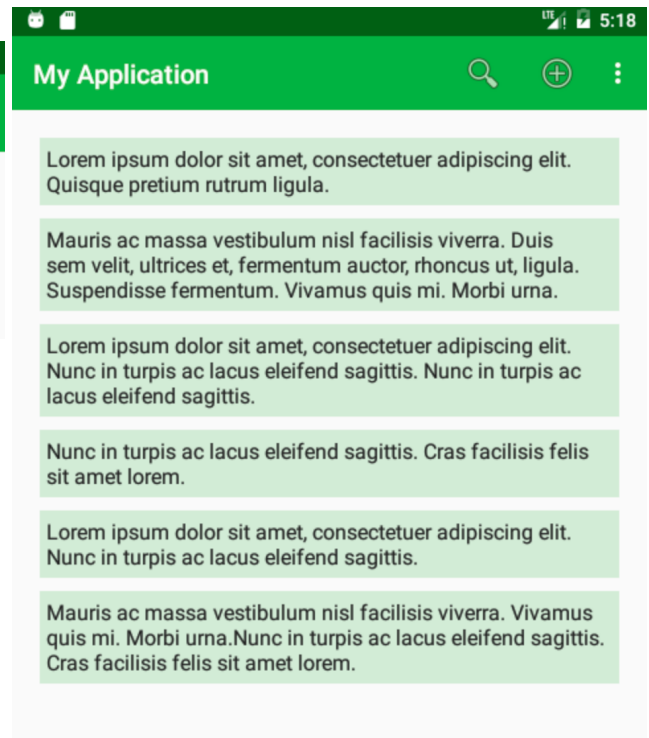 LTE 5:18
My Application
Lorem ipsum dolor sit amet, consectetuer adipiscing elit.
Quisque pretium rutrum ligula.
Mauris ac massa vestibulum nisl facilisis viverra. Duis
sem velit, ultrices et, fermentum auctor, rhoncus ut, ligula.
Suspendisse fermentum. Vivamus quis mi. Morbi urna.
Lorem ipsum dolor sit amet, consectetuer adipiscing elit.
Nunc in turpis ac lacus eleifend sagittis. Nunc in turpis ac
lacus eleifend sagittis.
Nunc in turpis ac lacus eleifend sagittis. Cras facilisis felis
sit amet lorem.
Lorem ipsum dolor sit amet, consectetuer adipiscing elit.
Nunc in turpis ac lacus eleifend sagittis.
Mauris ac massa vestibulum nisl facilisis viverra. Vivamus
quis mi. Morbi urna.Nunc in turpis ac lacus eleifend sagittis.
Cras facilisis felis sit amet lorem.